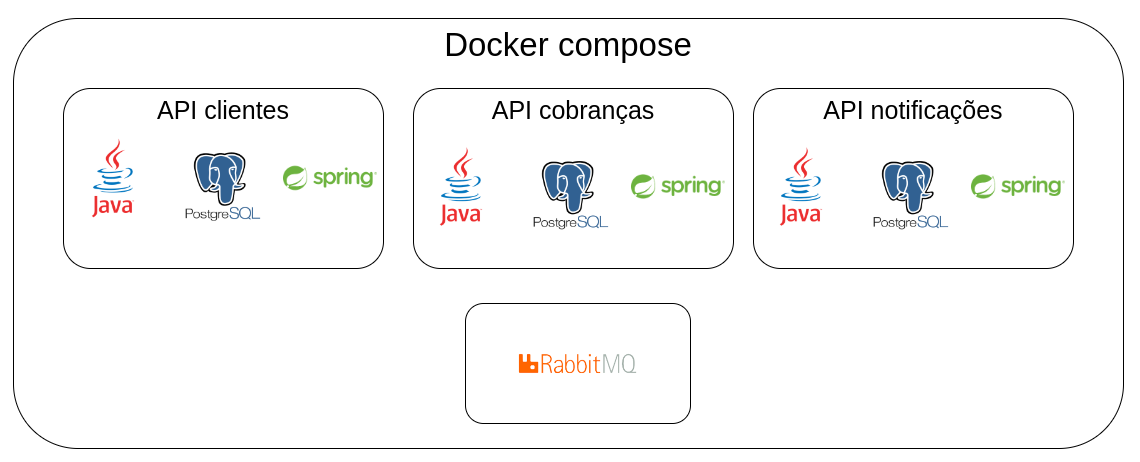 Docker compose
API clientes
Java
PostgreSQL
spring
API cobranças
Java
PostgreSQL
spring
API notificações
Java
PostgreSQL
spring
RabbitMQ